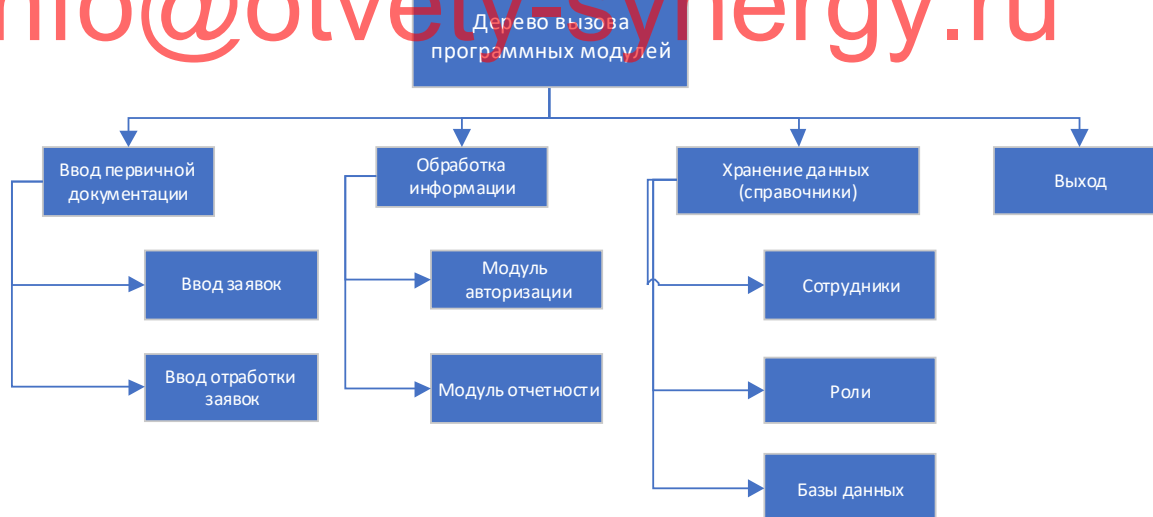 nfo@otvety-synergy.ru
Дерево вызова
программных модулей
Ввод первичной
документации
Обработка
информации
Хранение данных
(справочники)
Выход
Ввод заявок
Модуль
авторизации
Сотрудники
Ввод отработки
заявок
Модуль отчетности
Роли
Базы данных